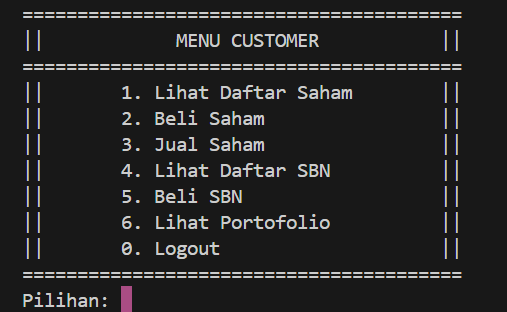 ========================================
||            MENU CUSTOMER           ||
========================================
||       1. Lihat Daftar Saham        ||
||       2. Beli Saham                ||
||       3. Jual Saham                ||
||       4. Lihat Daftar SBN          ||
||       5. Beli SBN                  ||
||       6. Lihat Portofolio          ||
||       0. Logout                    ||
========================================
Pilihan: